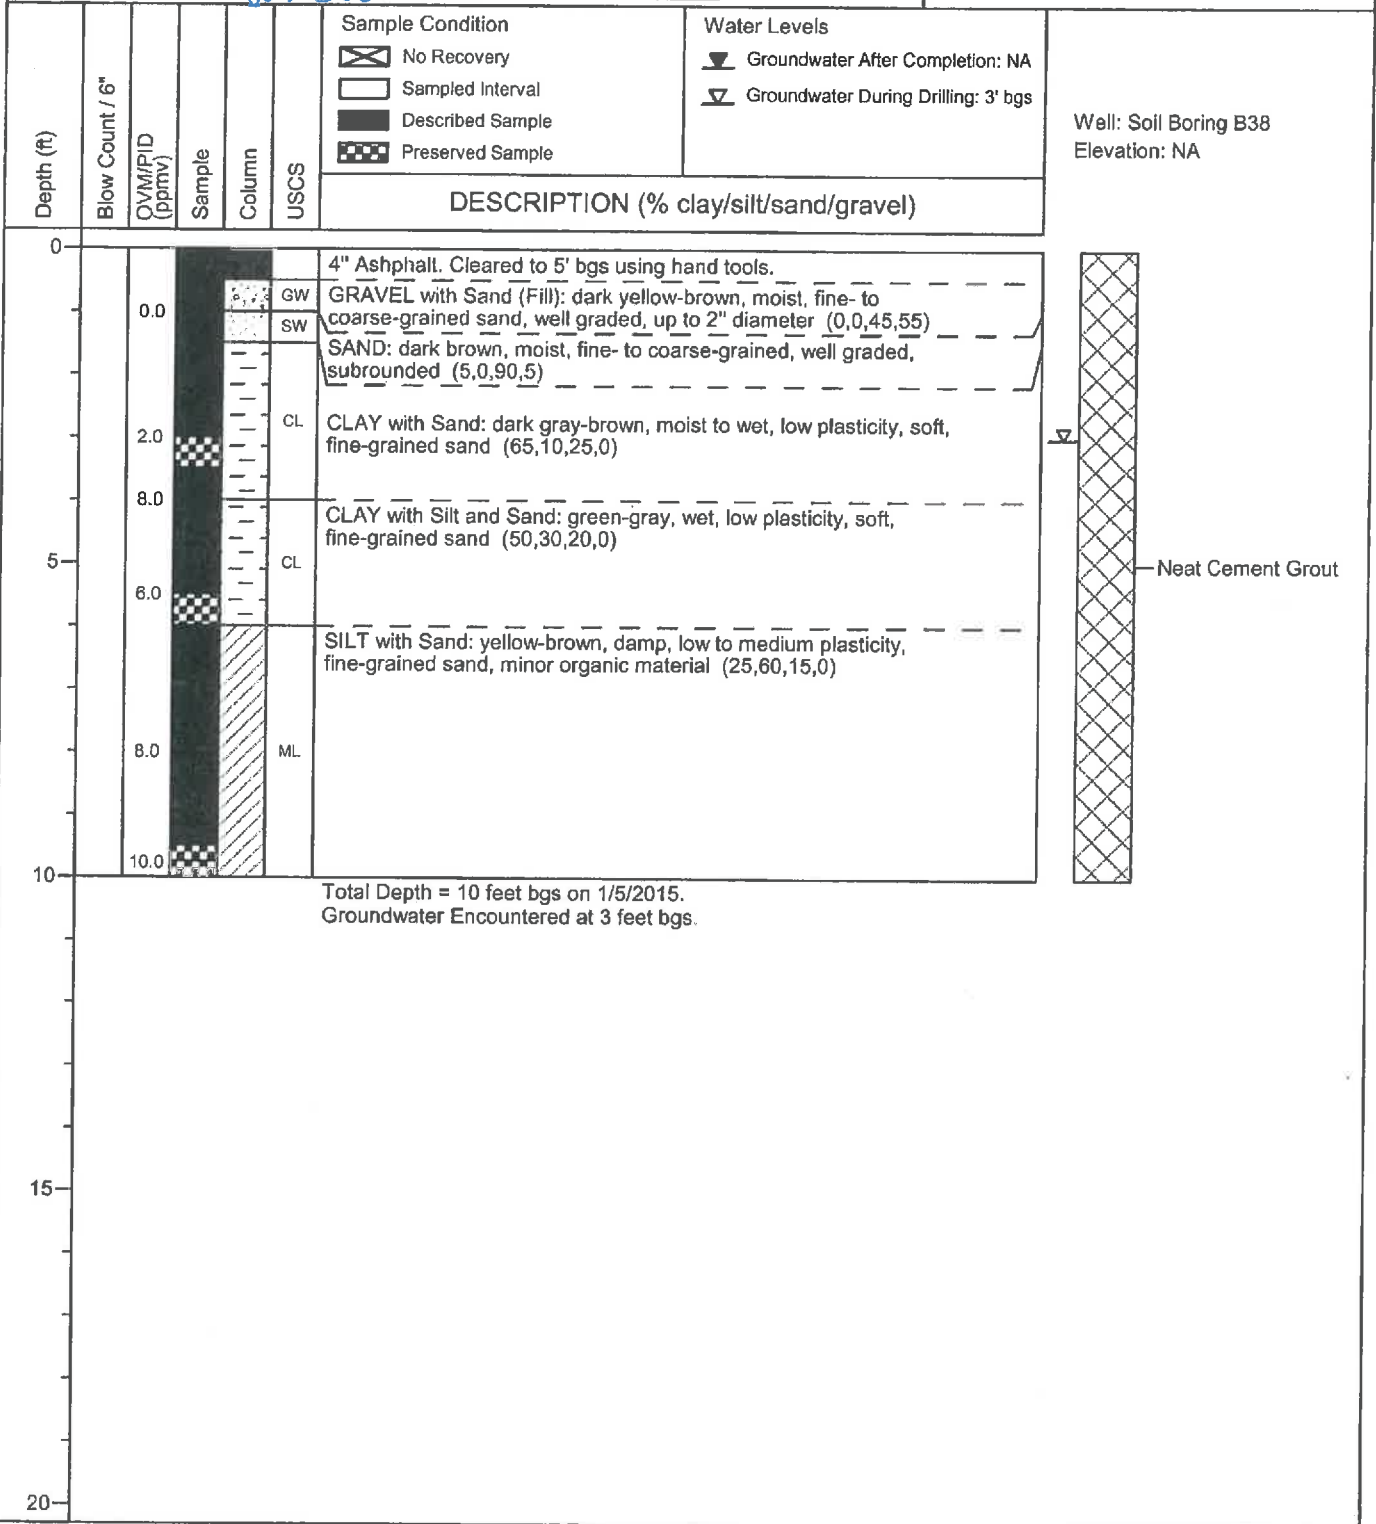 Sample Condition
No Recovery
Sampled Interval
Described Sample
Preserved Sample
Water Levels
Groundwater After Completion: NA
Groundwater During Drilling: 3' bgs
Well: Soil Boring B38
Elevation: NA
Depth (ft)
Blow Count / 6"
OVM/PID
(ppmv)
Sample
Column
USCS
DESCRIPTION (% clay/silt/sand/gravel)
0
4" Ashphalt. Cleared to 5' bgs using hand tools.
GW
GRAVEL with Sand (Fill): dark yellow-brown, moist, fine- to
coarse-grained sand, well graded, up to 2" diameter (0,0,45,55)
0.0
SW
SAND: dark brown, moist, fine- to coarse-grained, well graded,
subrounded (5,0,90,5)
CL
CLAY with Sand: dark gray-brown, moist to wet, low plasticity, soft,
fine-grained sand (65,10,25,0)
2.0
8.0
CLAY with Silt and Sand: green-gray, wet, low plasticity, soft,
fine-grained sand (50,30,20,0)
5
CL
Neat Cement Grout
6.0
SILT with Sand: yellow-brown, damp, low to medium plasticity,
fine-grained sand, minor organic material (25,60,15,0)
8.0
ML
10.0
10
Total Depth = 10 feet bgs on 1/5/2015.
Groundwater Encountered at 3 feet bgs.
15
20